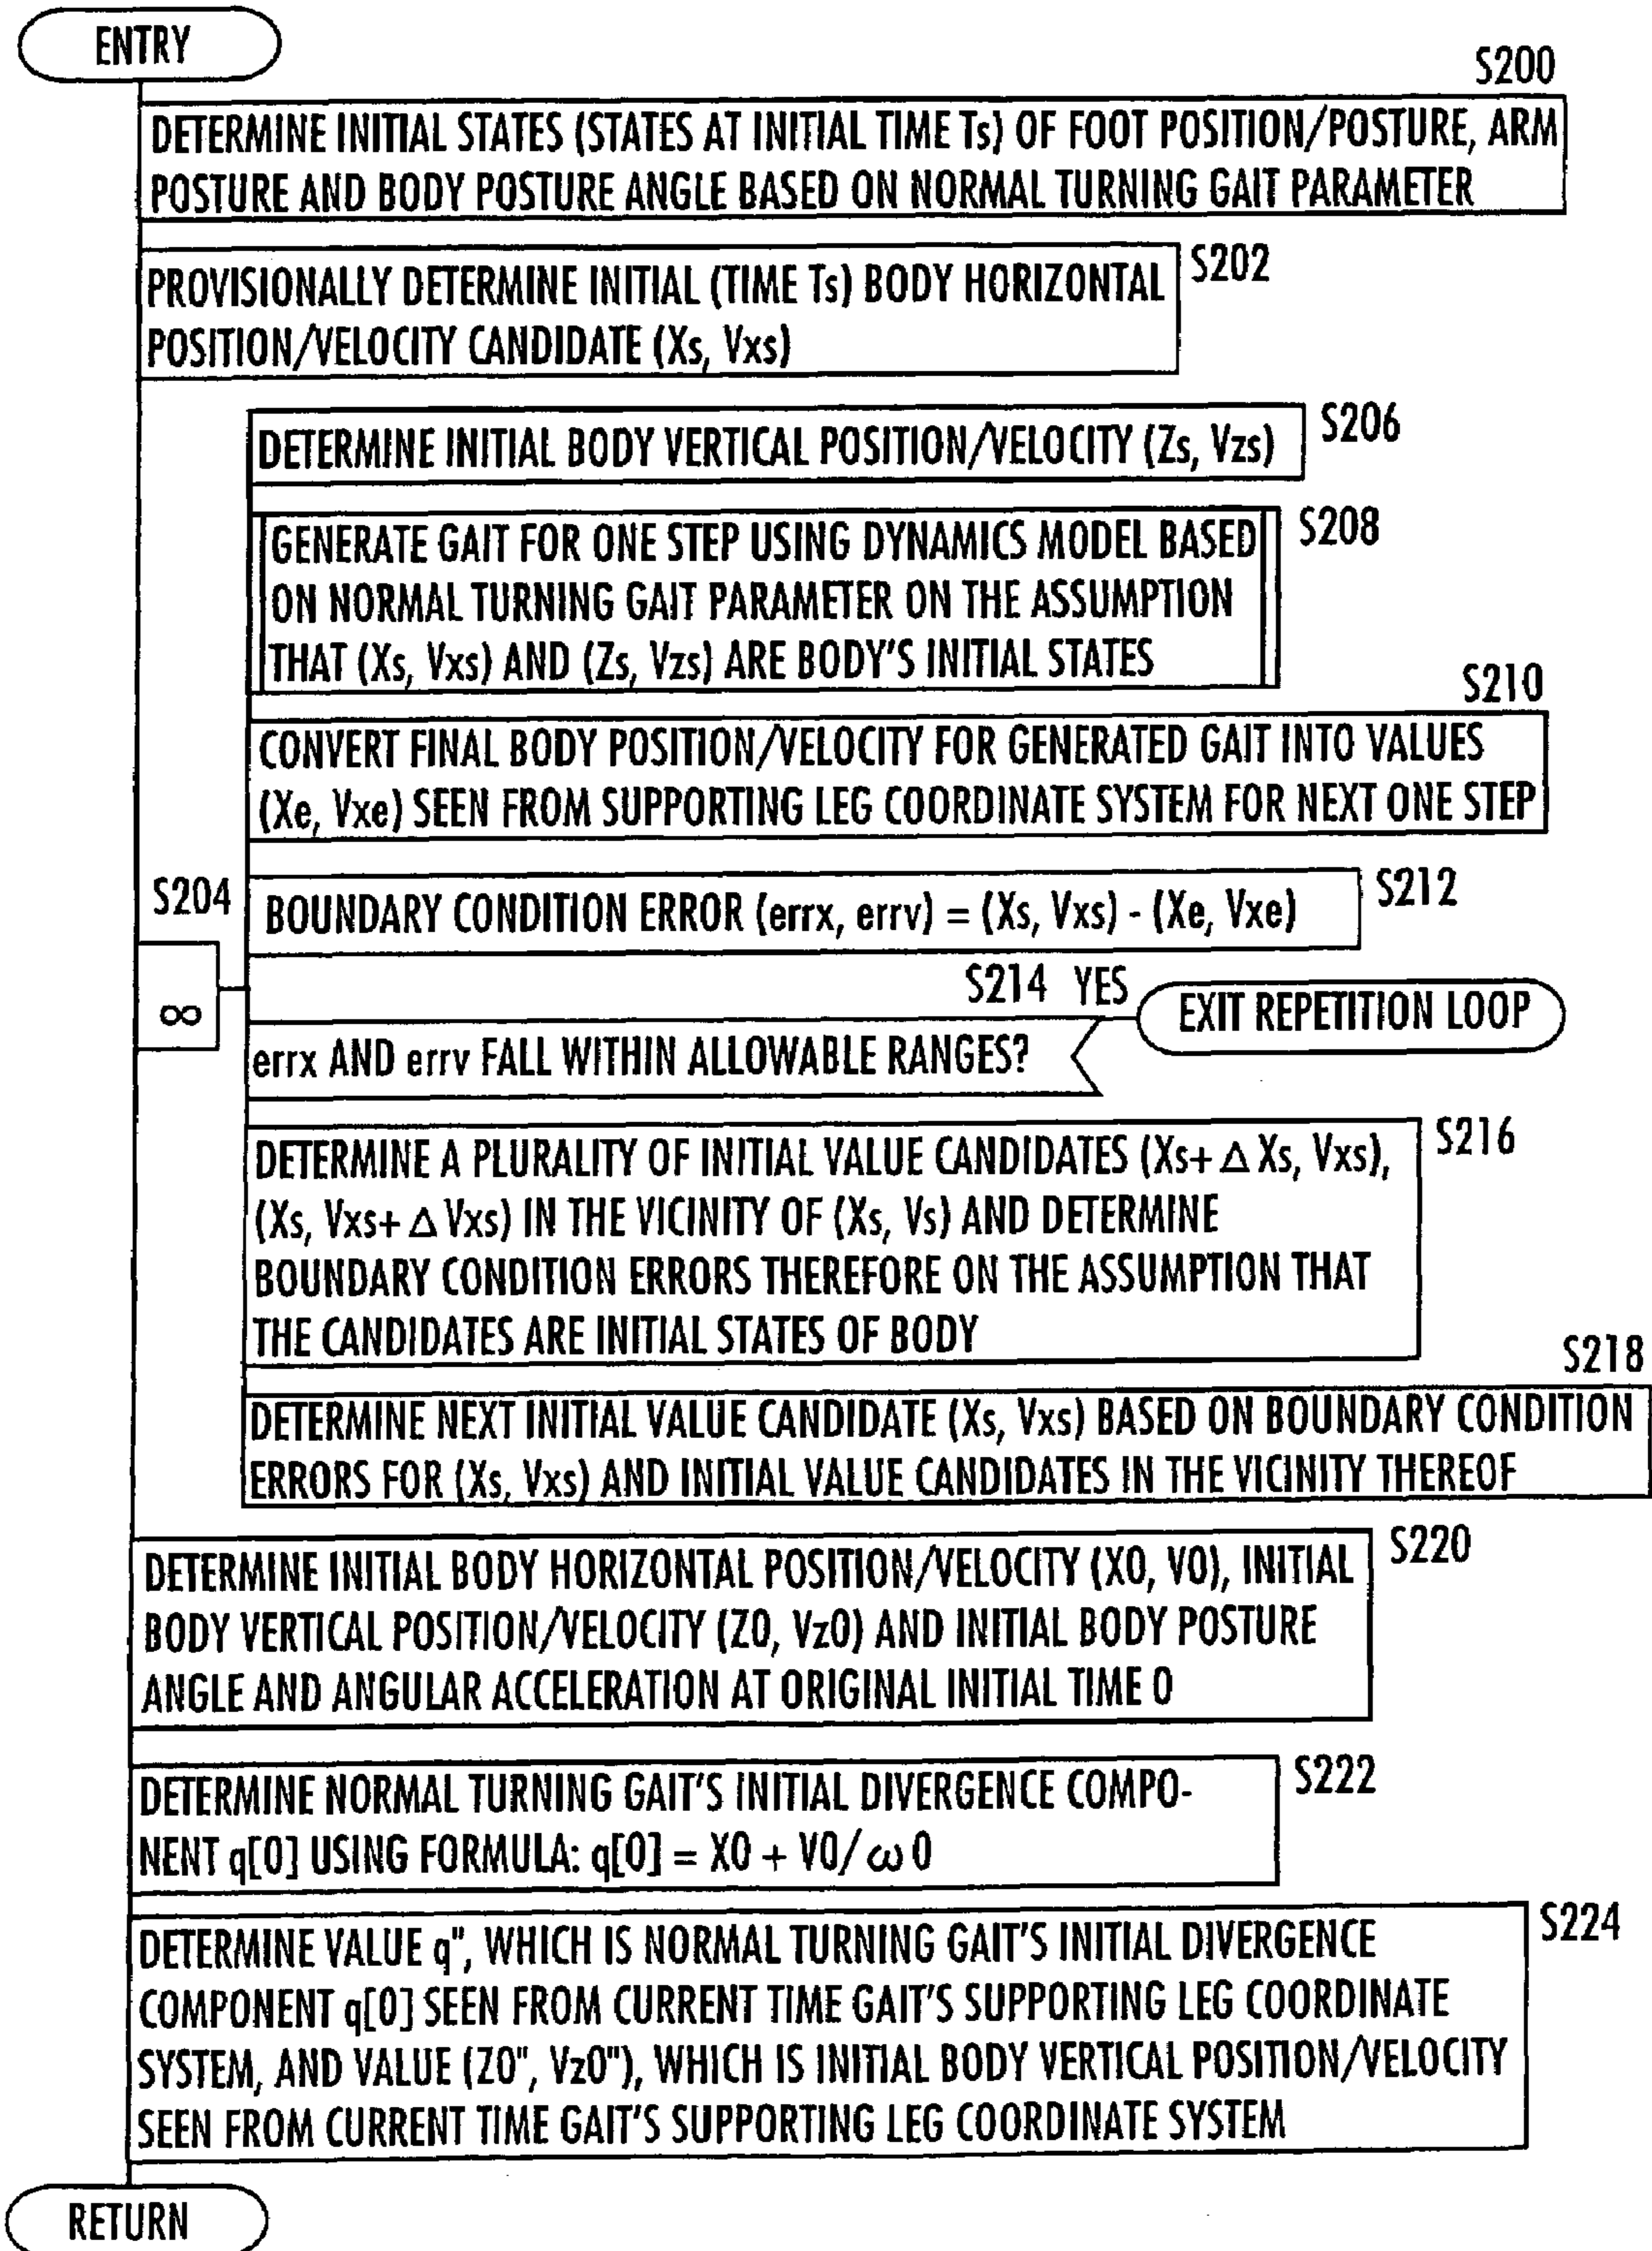 ENTRY
S200
DETERMINE INITIAL STATES (STATES AT INITIAL TIME Ts) OF FOOT POSITION/POSTURE, ARM
POSTURE AND BODY POSTURE ANGLE BASED ON NORMAL TURNING GAIT PARAMETER
PROVISIONALLY DETERMINE INITIAL (TIME Ts) BODY HORIZONTAL
POSITION/VELOCITY CANDIDATE (Xs, Vxs)
S202
DETERMINE INITIAL BODY VERTICAL POSITION/VELOCITY (Zs, Vzs)
S206
GENERATE GAIT FOR ONE STEP USING DYNAMICS MODEL BASED
ON NORMAL TURNING GAIT PARAMETER ON THE ASSUMPTION
THAT (Xs, Vxs) AND (Zs, Vzs) ARE BODY'S INITIAL STATES
S208
S210
CONVERT FINAL BODY POSITION/VELOCITY FOR GENERATED GAIT INTO VALUES
(Xe, Vxe) SEEN FROM SUPPORTING LEG COORDINATE SYSTEM FOR NEXT ONE STEP
S204
∞
BOUNDARY CONDITION ERROR (errx, errv) = (Xs, Vxs) - (Xe, Vxe)
S212
S214 YES
EXIT REPETITION LOOP
errx AND errv FALL WITHIN ALLOWABLE RANGES?
DETERMINE A PLURALITY OF INITIAL VALUE CANDIDATES (Xs+ΔXs, Vxs),
(Xs, Vxs+ΔVxs) IN THE VICINITY OF (Xs, Vs) AND DETERMINE
BOUNDARY CONDITION ERRORS THEREFORE ON THE ASSUMPTION THAT
THE CANDIDATES ARE INITIAL STATES OF BODY
S216
S218
DETERMINE NEXT INITIAL VALUE CANDIDATE (Xs, Vxs) BASED ON BOUNDARY CONDITION
ERRORS FOR (Xs, Vxs) AND INITIAL VALUE CANDIDATES IN THE VICINITY THEREOF
DETERMINE INITIAL BODY HORIZONTAL POSITION/VELOCITY (X0, V0), INITIAL
BODY VERTICAL POSITION/VELOCITY (Z0, Vz0) AND INITIAL BODY POSTURE
ANGLE AND ANGULAR ACCELERATION AT ORIGINAL INITIAL TIME 0
S220
DETERMINE NORMAL TURNING GAIT'S INITIAL DIVERGENCE COMPO-
NENT q[0] USING FORMULA: q[0] = X0 + V0/ω0
S222
DETERMINE VALUE q", WHICH IS NORMAL TURNING GAIT'S INITIAL DIVERGENCE
COMPONENT q[0] SEEN FROM CURRENT TIME GAIT'S SUPPORTING LEG COORDINATE
SYSTEM, AND VALUE (Z0", Vz0"), WHICH IS INITIAL BODY VERTICAL POSITION/VELOCITY
SEEN FROM CURRENT TIME GAIT'S SUPPORTING LEG COORDINATE SYSTEM
S224
RETURN